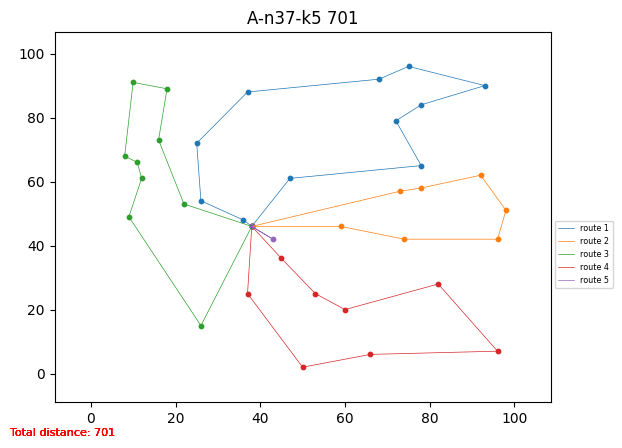 A-n37-k5 701
100
80
60
40
20
0
0 20 40 60 80 100
route 1
route 2
route 3
route 4
route 5
Total distance: 701